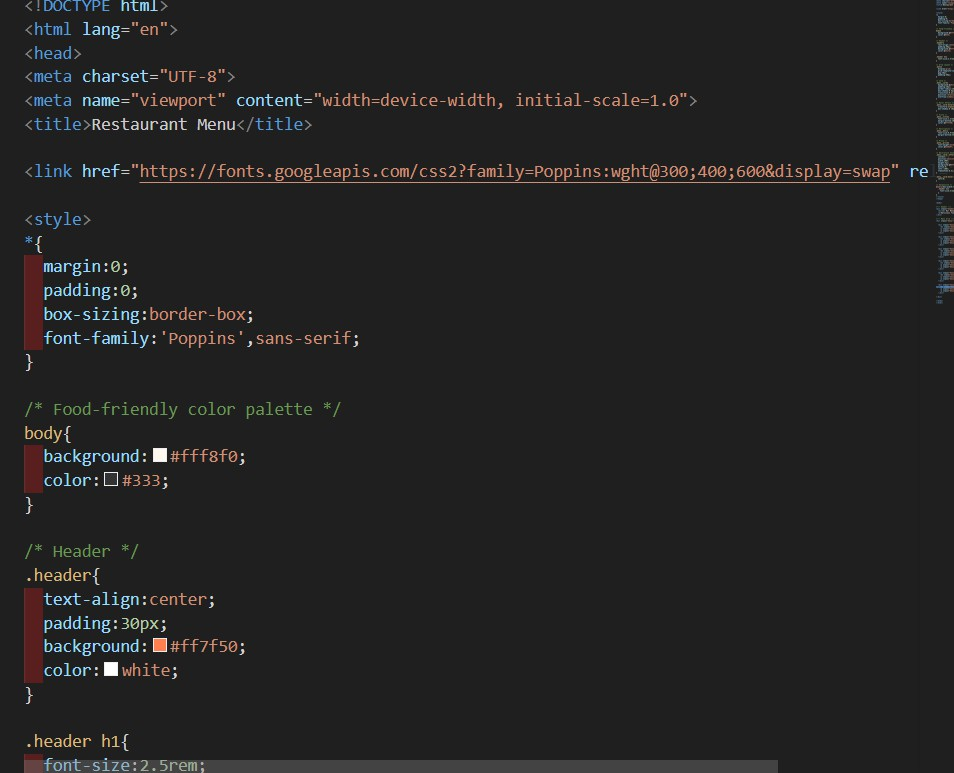 <!DOCTYPE html>
<html lang="en">
<head>
<meta charset="UTF-8">
<meta name="viewport" content="width=device-width, initial-scale=1.0">
<title>Restaurant Menu</title>
<link href="https://fonts.googleapis.com/css2?family=Poppins:wght@300;400;600&display=swap" re
<style>
*{
margin:0;
padding:0;
box-sizing:border-box;
font-family:'Poppins',sans-serif;
}
/* Food-friendly color palette */
body{
background:#fff8f0;
color:#333;
}
/* Header */
.header{
text-align:center;
padding:30px;
background:#ff7f50;
color:white;
}
.header h1{
font-size:2.5rem;